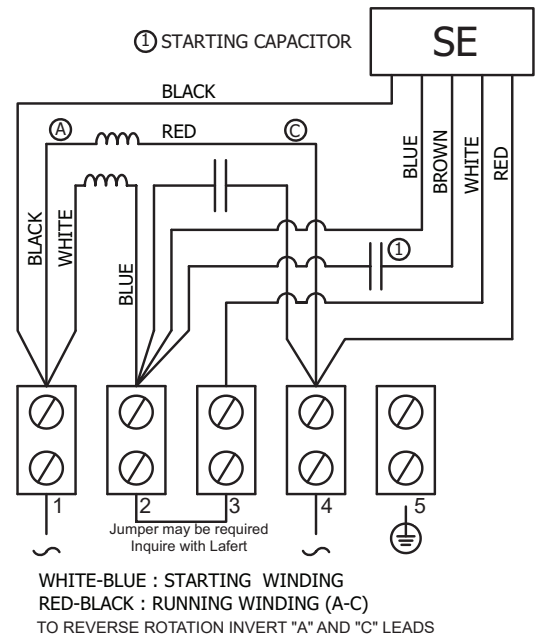 ① STARTING CAPACITOR
SE
BLACK
A
RED
C
BLUE
BROWN
WHITE
RED
BLACK
WHITE
BLUE
①
1
2
3
4
5
Jumper may be required
Inquire with Lafert
WHITE-BLUE : STARTING WINDING
RED-BLACK : RUNNING WINDING (A-C)
TO REVERSE ROTATION INVERT "A" AND "C" LEADS